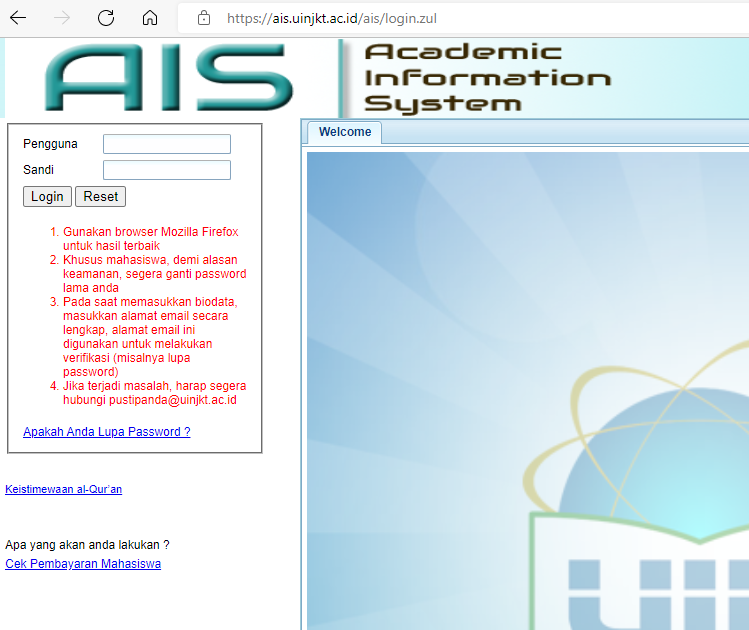 https://ais.uinjkt.ac.id/ais/login.zul
AIS
Academic
Information
System
Welcome
Pengguna
Sandi
Login Reset
1. Gunakan browser Mozilla Firefox
untuk hasil terbaik
2. Khusus mahasiswa, demi alasan
keamanan, segera ganti password
lama anda
3. Pada saat memasukkan biodata,
masukkan alamat email secara
lengkap, alamat email ini
digunakan untuk melakukan
verifikasi (misalnya lupa
password)
4. Jika terjadi masalah, harap segera
hubungi pustipanda@uinjkt.ac.id
Apakah Anda Lupa Password ?
Keistimewaan al-Qur'an
Apa yang akan anda lakukan ?
Cek Pembayaran Mahasiswa